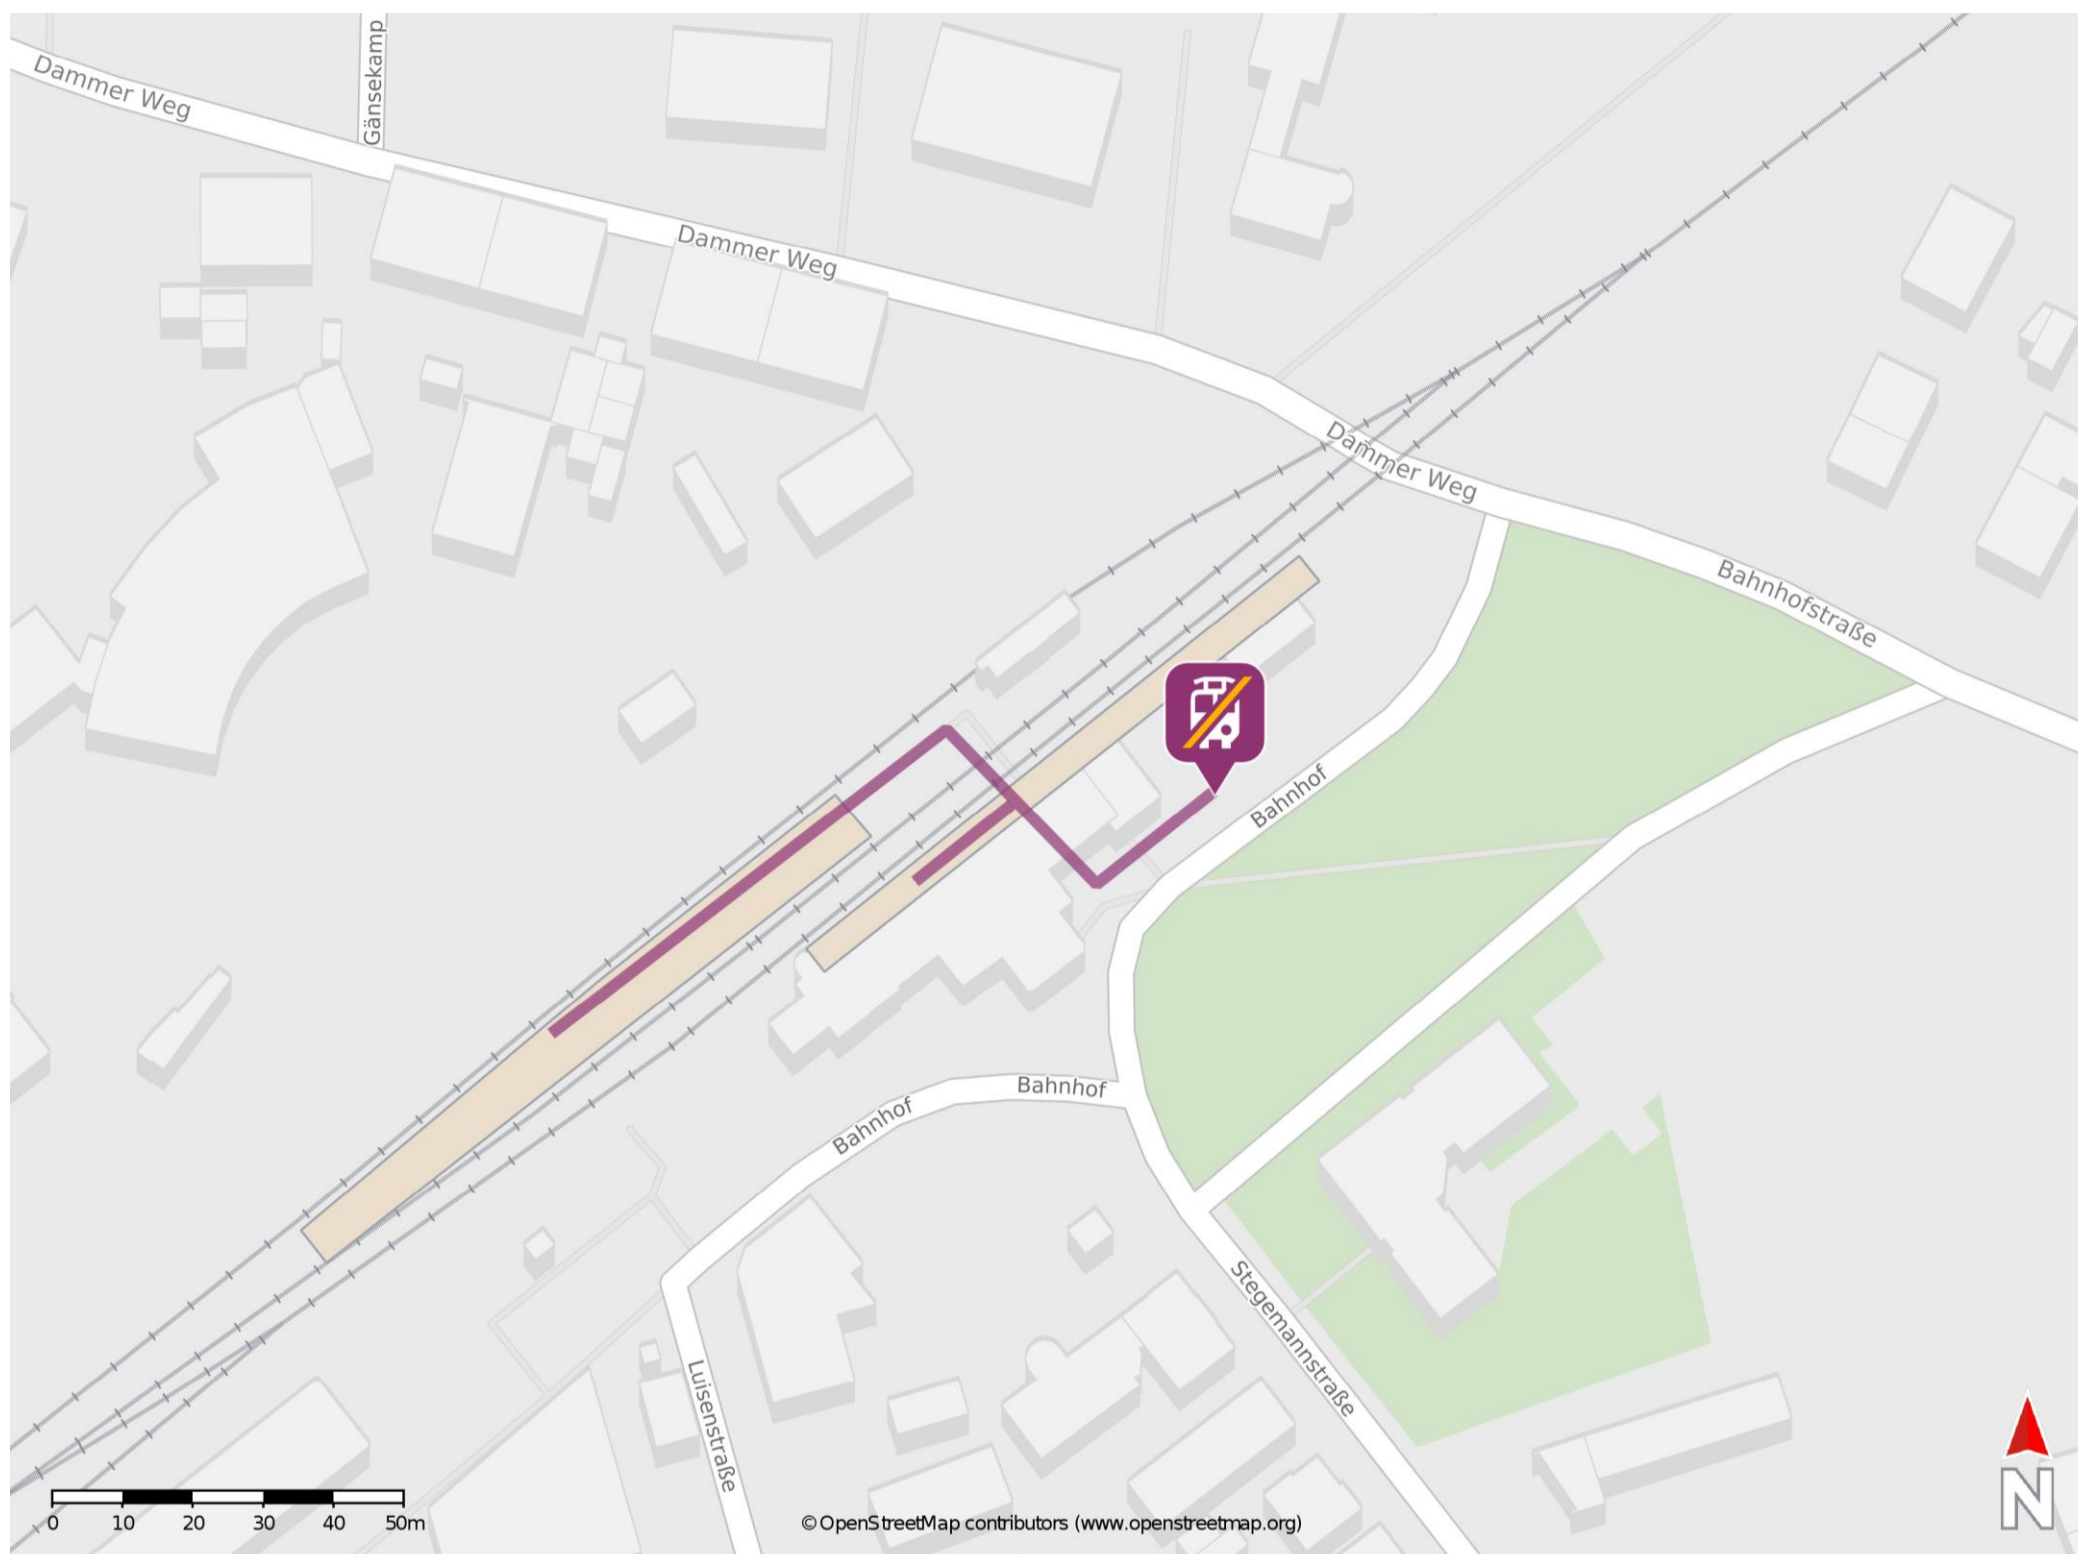 Gänsekamp
Dammer Weg
Dammer Weg
Dammer Weg
Bahnhofstraße
Bahnhof
Bahnhof
Bahnhof
Stegemannstraße
Luisenstraße
N
0 10 20 30 40 50m
©OpenStreetMap contributors (www.openstreetmap.org)